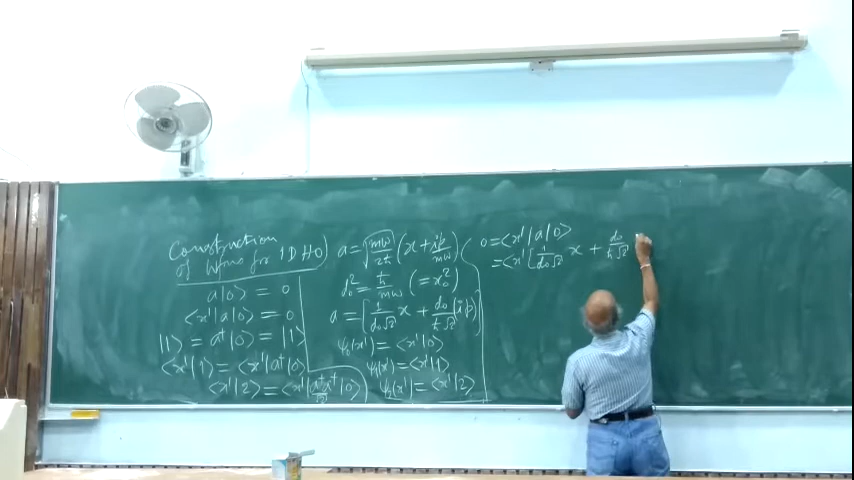 Construction
of Wfns for 1D HO
a|0> = 0
<x'|a|0> = 0
|1> = a†|0> = |1>
<x'|1> = <x'|a†|0>
<x'|2> = <x'|a†a†/√2|0>
a = √(mω/2ħ) (x + ip/mω)
d₀² = ħ/mω (= x₀²)
a = [1/d₀√2 x + d₀/ħ√2 (ip)]
ψ₀(x') = <x'|0>
ψ₁(x') = <x'|1>
ψ₂(x') = <x'|2>
0 = <x'|a|0>
= <x'[1/d₀√2 x + d₀/ħ√2